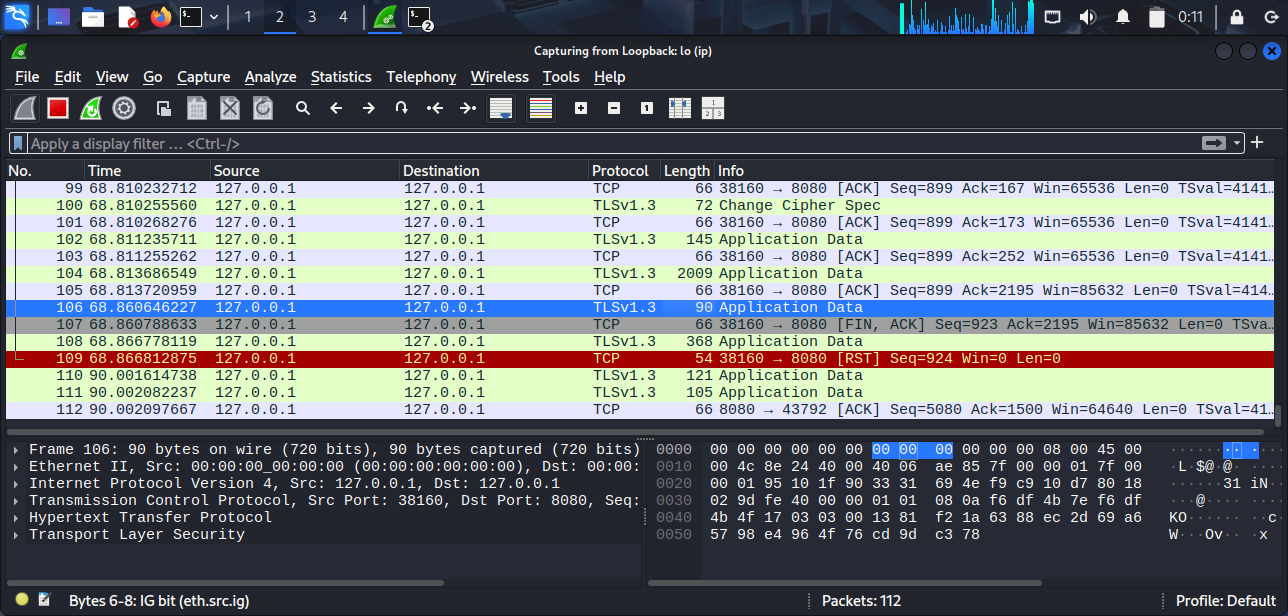 1 2 3 4 2 0:11
Capturing from Loopback: lo (ip)
File Edit View Go Capture Analyze Statistics Telephony Wireless Tools Help
Apply a display filter … <Ctrl-/>
No. Time Source Destination Protocol Length Info
99 68.810232712 127.0.0.1 127.0.0.1 TCP 66 38160 → 8080 [ACK] Seq=899 Ack=167 Win=65536 Len=0 TSval=4141…
100 68.810255560 127.0.0.1 127.0.0.1 TLSv1.3 72 Change Cipher Spec
101 68.810268276 127.0.0.1 127.0.0.1 TCP 66 38160 → 8080 [ACK] Seq=899 Ack=173 Win=65536 Len=0 TSval=4141…
102 68.811235711 127.0.0.1 127.0.0.1 TLSv1.3 145 Application Data
103 68.811255262 127.0.0.1 127.0.0.1 TCP 66 38160 → 8080 [ACK] Seq=899 Ack=252 Win=65536 Len=0 TSval=4141…
104 68.813686549 127.0.0.1 127.0.0.1 TLSv1.3 2009 Application Data
105 68.813720959 127.0.0.1 127.0.0.1 TCP 66 38160 → 8080 [ACK] Seq=899 Ack=2195 Win=85632 Len=0 TSval=414…
106 68.860646227 127.0.0.1 127.0.0.1 TLSv1.3 90 Application Data
107 68.860788633 127.0.0.1 127.0.0.1 TCP 66 38160 → 8080 [FIN, ACK] Seq=923 Ack=2195 Win=85632 Len=0 TSva…
108 68.866778119 127.0.0.1 127.0.0.1 TLSv1.3 368 Application Data
109 68.866812875 127.0.0.1 127.0.0.1 TCP 54 38160 → 8080 [RST] Seq=924 Win=0 Len=0
110 90.001614738 127.0.0.1 127.0.0.1 TLSv1.3 121 Application Data
111 90.002082237 127.0.0.1 127.0.0.1 TLSv1.3 105 Application Data
112 90.002097667 127.0.0.1 127.0.0.1 TCP 66 8080 → 43792 [ACK] Seq=5080 Ack=1500 Win=64640 Len=0 TSval=41…
Frame 106: 90 bytes on wire (720 bits), 90 bytes captured (720 bits)
Ethernet II, Src: 00:00:00_00:00:00 (00:00:00:00:00:00), Dst: 00:00:
Internet Protocol Version 4, Src: 127.0.0.1, Dst: 127.0.0.1
Transmission Control Protocol, Src Port: 38160, Dst Port: 8080, Seq:
Hypertext Transfer Protocol
Transport Layer Security
0000 00 00 00 00 00 00 00 00 00 00 00 00 08 00 45 00 ·············· E·
0010 00 4c 8e 24 40 00 40 06 ae 85 7f 00 00 01 7f 00 ·L·$@·@· ········
0020 00 01 95 10 1f 90 33 31 69 4e f9 c9 10 d7 80 18 ······31 iN······
0030 02 9d fe 40 00 00 01 01 08 0a f6 df 4b 7e f6 df ···@···· ····K~··
0040 4b 4f 17 03 03 00 13 81 f2 1a 63 88 ec 2d 69 a6 KO······ ··c··-i·
0050 57 98 e4 96 4f 76 cd 9d c3 78 W···Ov·· ·x
Bytes 6-8: IG bit (eth.src.ig) Packets: 112 Profile: Default